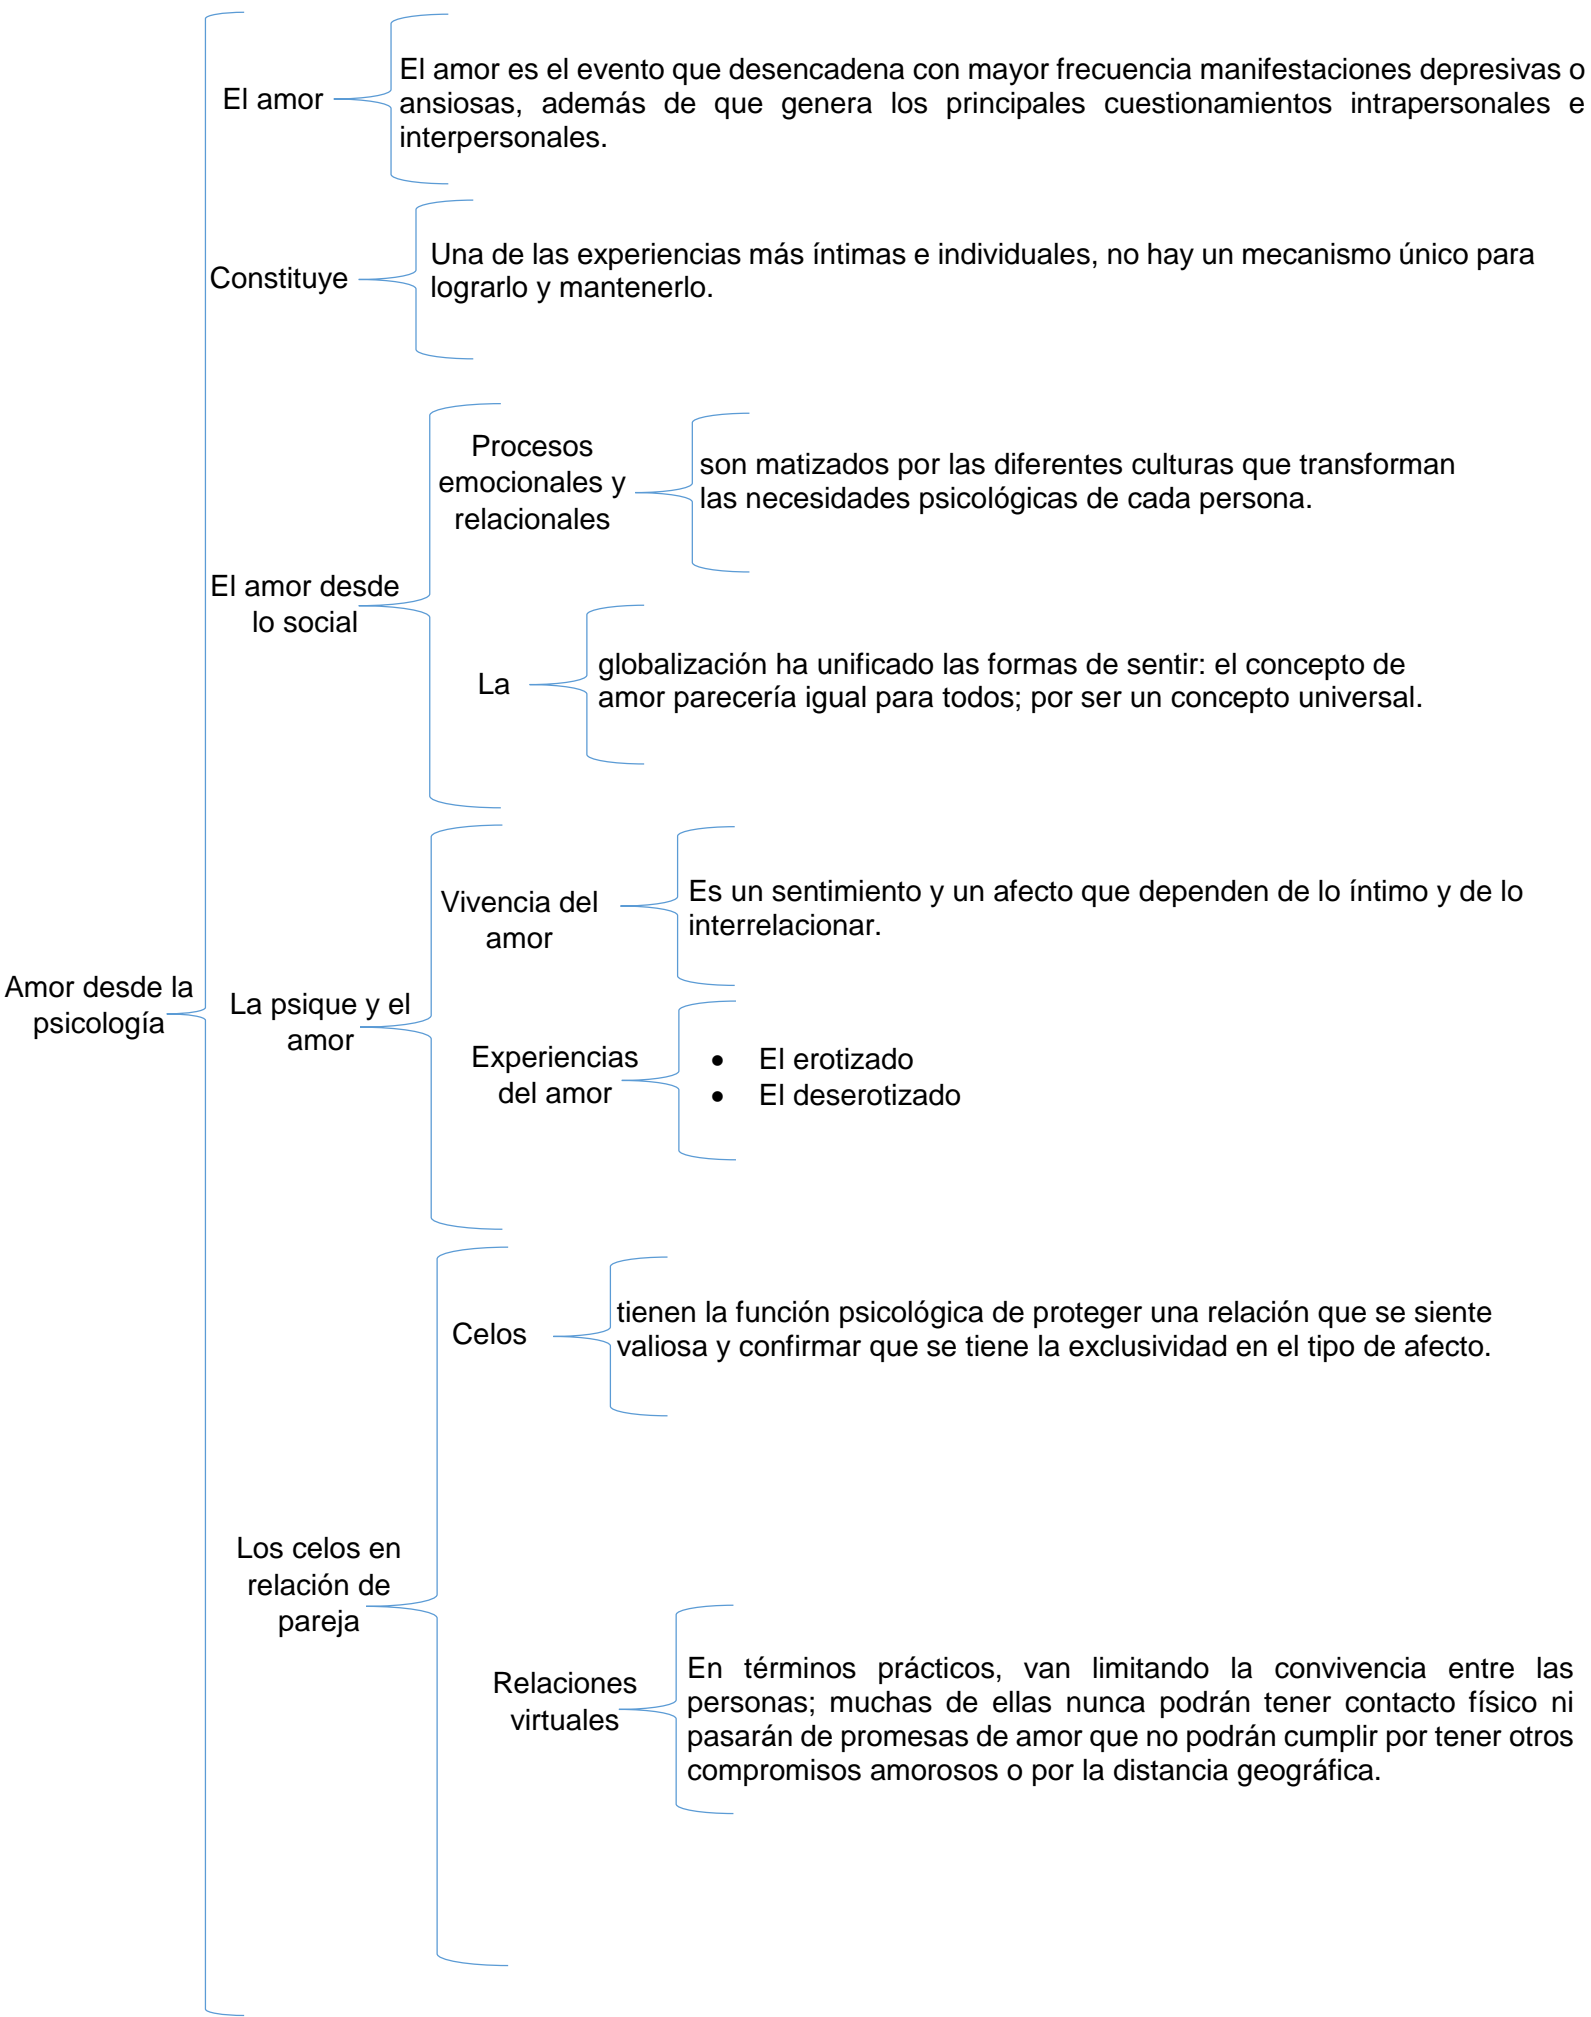 El amor
El amor es el evento que desencadena con mayor frecuencia manifestaciones depresivas o
ansiosas, además de que genera los principales cuestionamientos intrapersonales e
interpersonales.
Constituye
Una de las experiencias más íntimas e individuales, no hay un mecanismo único para
lograrlo y mantenerlo.
El amor desde
lo social
Procesos
emocionales y
relacionales
son matizados por las diferentes culturas que transforman
las necesidades psicológicas de cada persona.
La
globalización ha unificado las formas de sentir: el concepto de
amor parecería igual para todos; por ser un concepto universal.
Amor desde la
psicología
La psique y el
amor
Vivencia del
amor
Es un sentimiento y un afecto que dependen de lo íntimo y de lo
interrelacionar.
Experiencias
del amor
• El erotizado
• El deserotizado
Los celos en
relación de
pareja
Celos
tienen la función psicológica de proteger una relación que se siente
valiosa y confirmar que se tiene la exclusividad en el tipo de afecto.
Relaciones
virtuales
En términos prácticos, van limitando la convivencia entre las
personas; muchas de ellas nunca podrán tener contacto físico ni
pasarán de promesas de amor que no podrán cumplir por tener otros
compromisos amorosos o por la distancia geográfica.